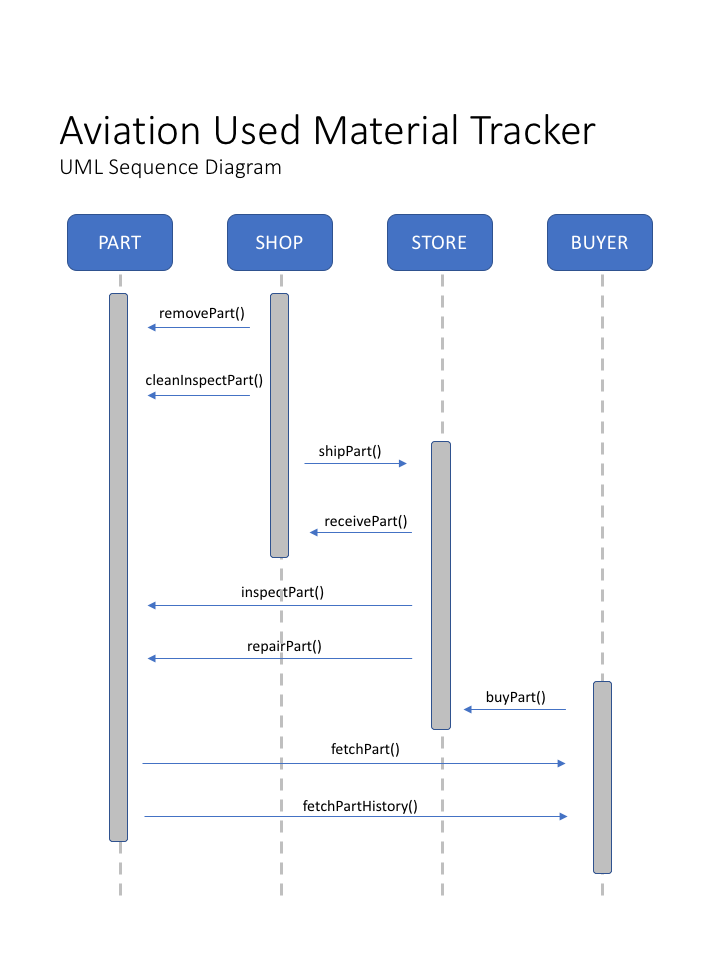 Aviation Used Material Tracker
UML Sequence Diagram
PART
SHOP
STORE
BUYER
removePart()
cleanInspectPart()
shipPart()
receivePart()
inspectPart()
repairPart()
buyPart()
fetchPart()
fetchPartHistory()